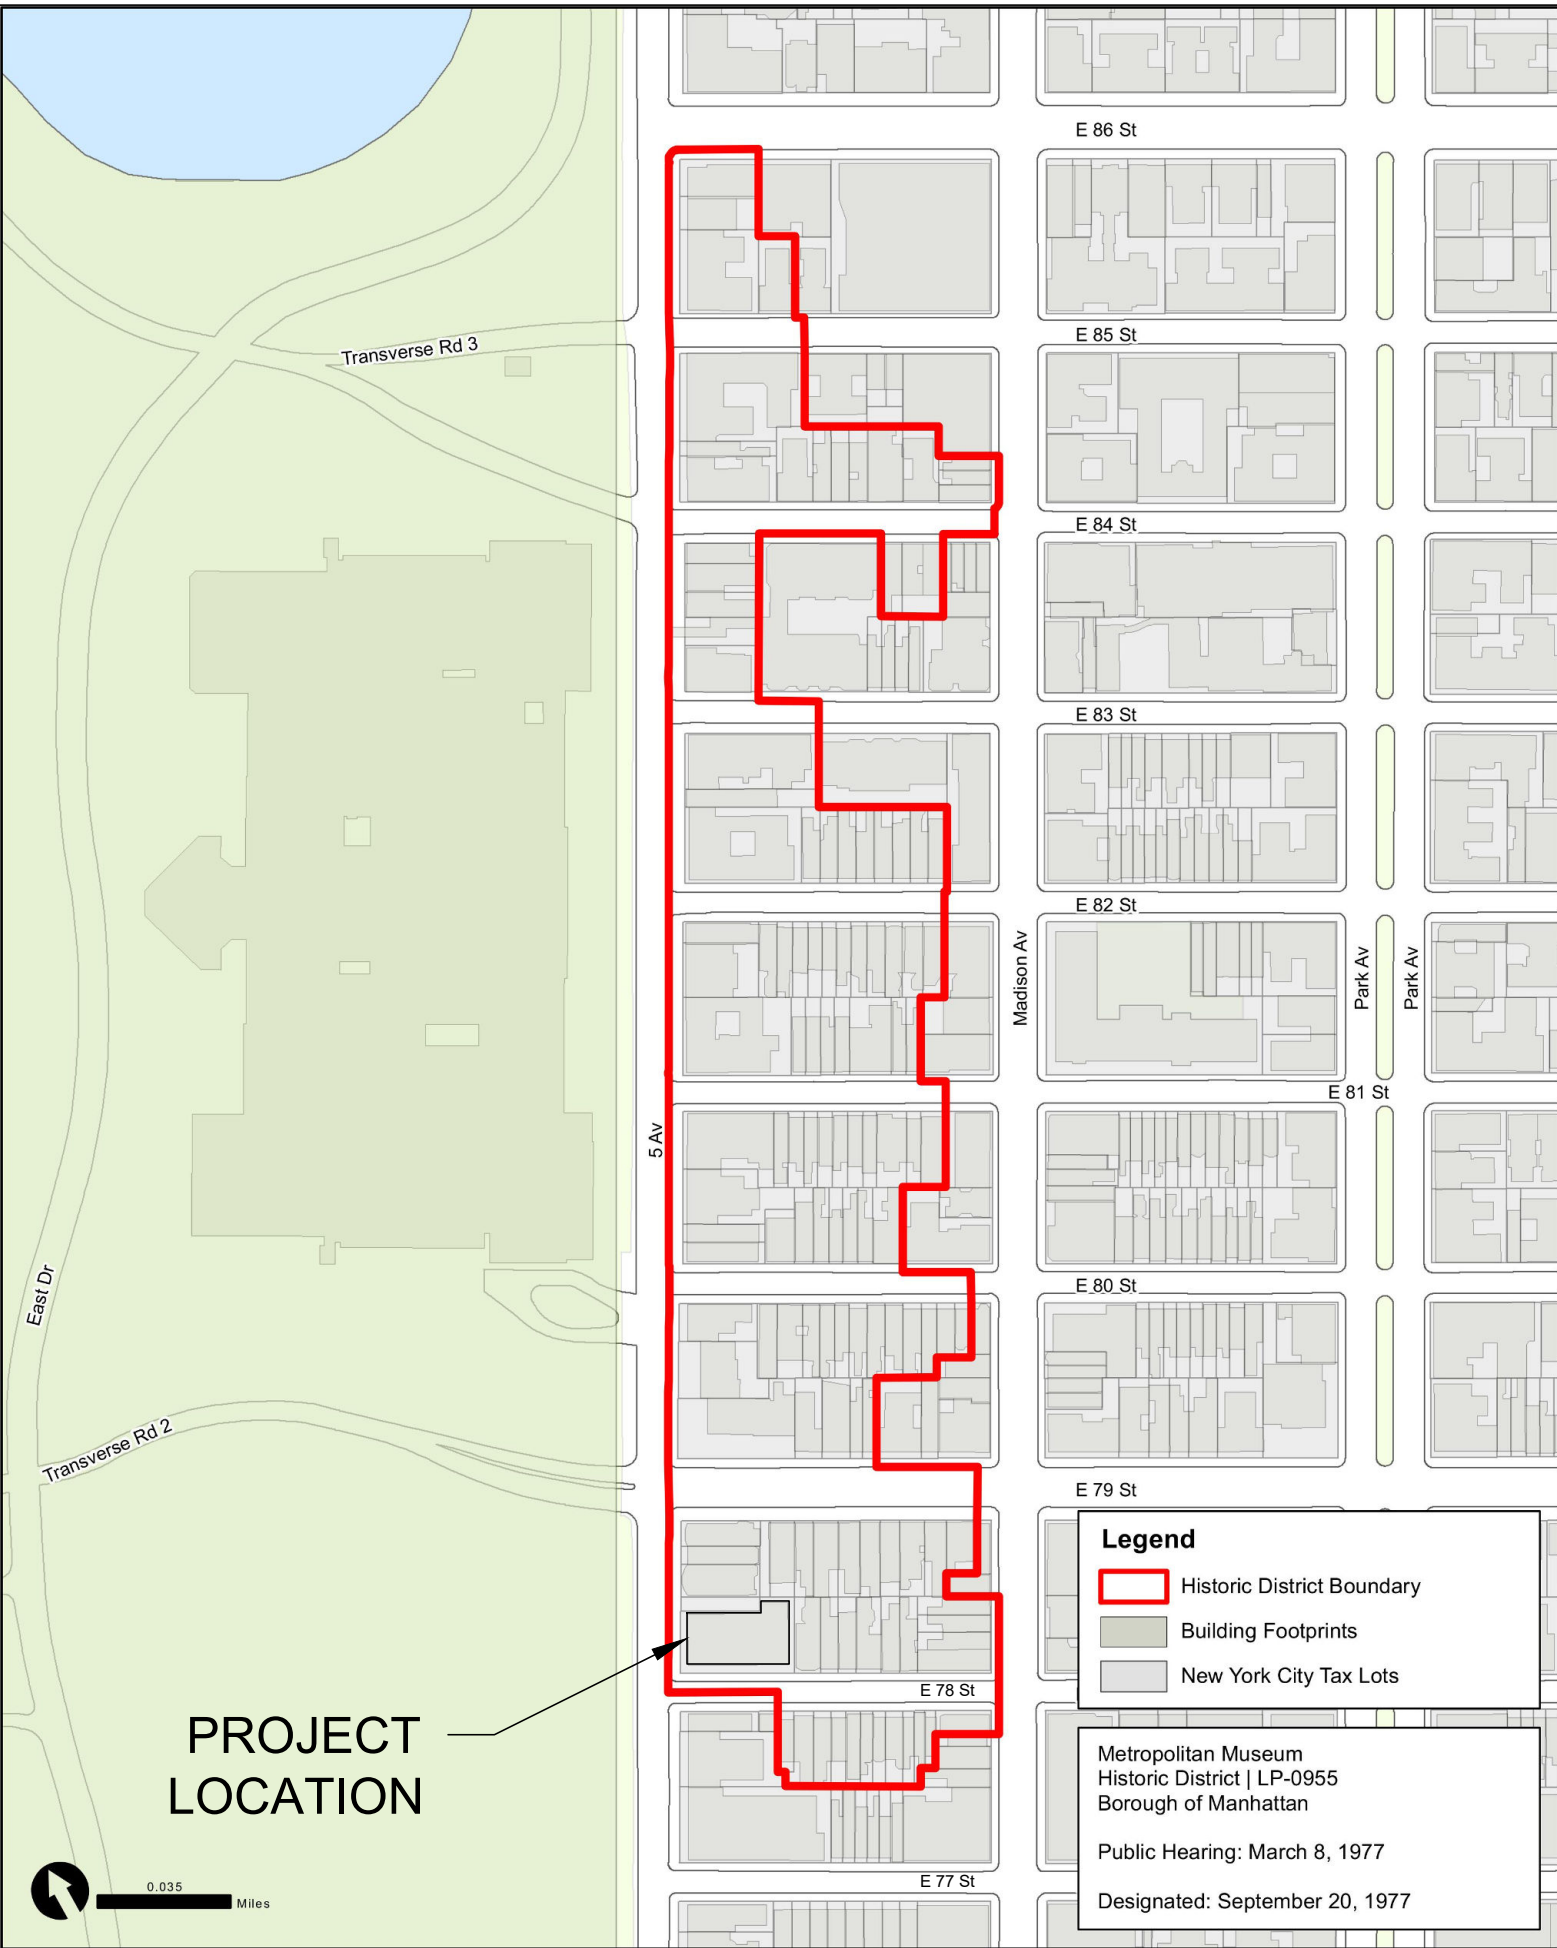 E 86 St
E 85 St
Transverse Rd 3
E 84 St
E 83 St
E 82 St
Madison Av
Park Av
Park Av
E 81 St
5 Av
East Dr
E 80 St
Transverse Rd 2
E 79 St
Legend
Historic District Boundary
Building Footprints
New York City Tax Lots
E 78 St
PROJECT
LOCATION
Metropolitan Museum
Historic District | LP-0955
Borough of Manhattan
Public Hearing: March 8, 1977
Designated: September 20, 1977
E 77 St
0.035
Miles